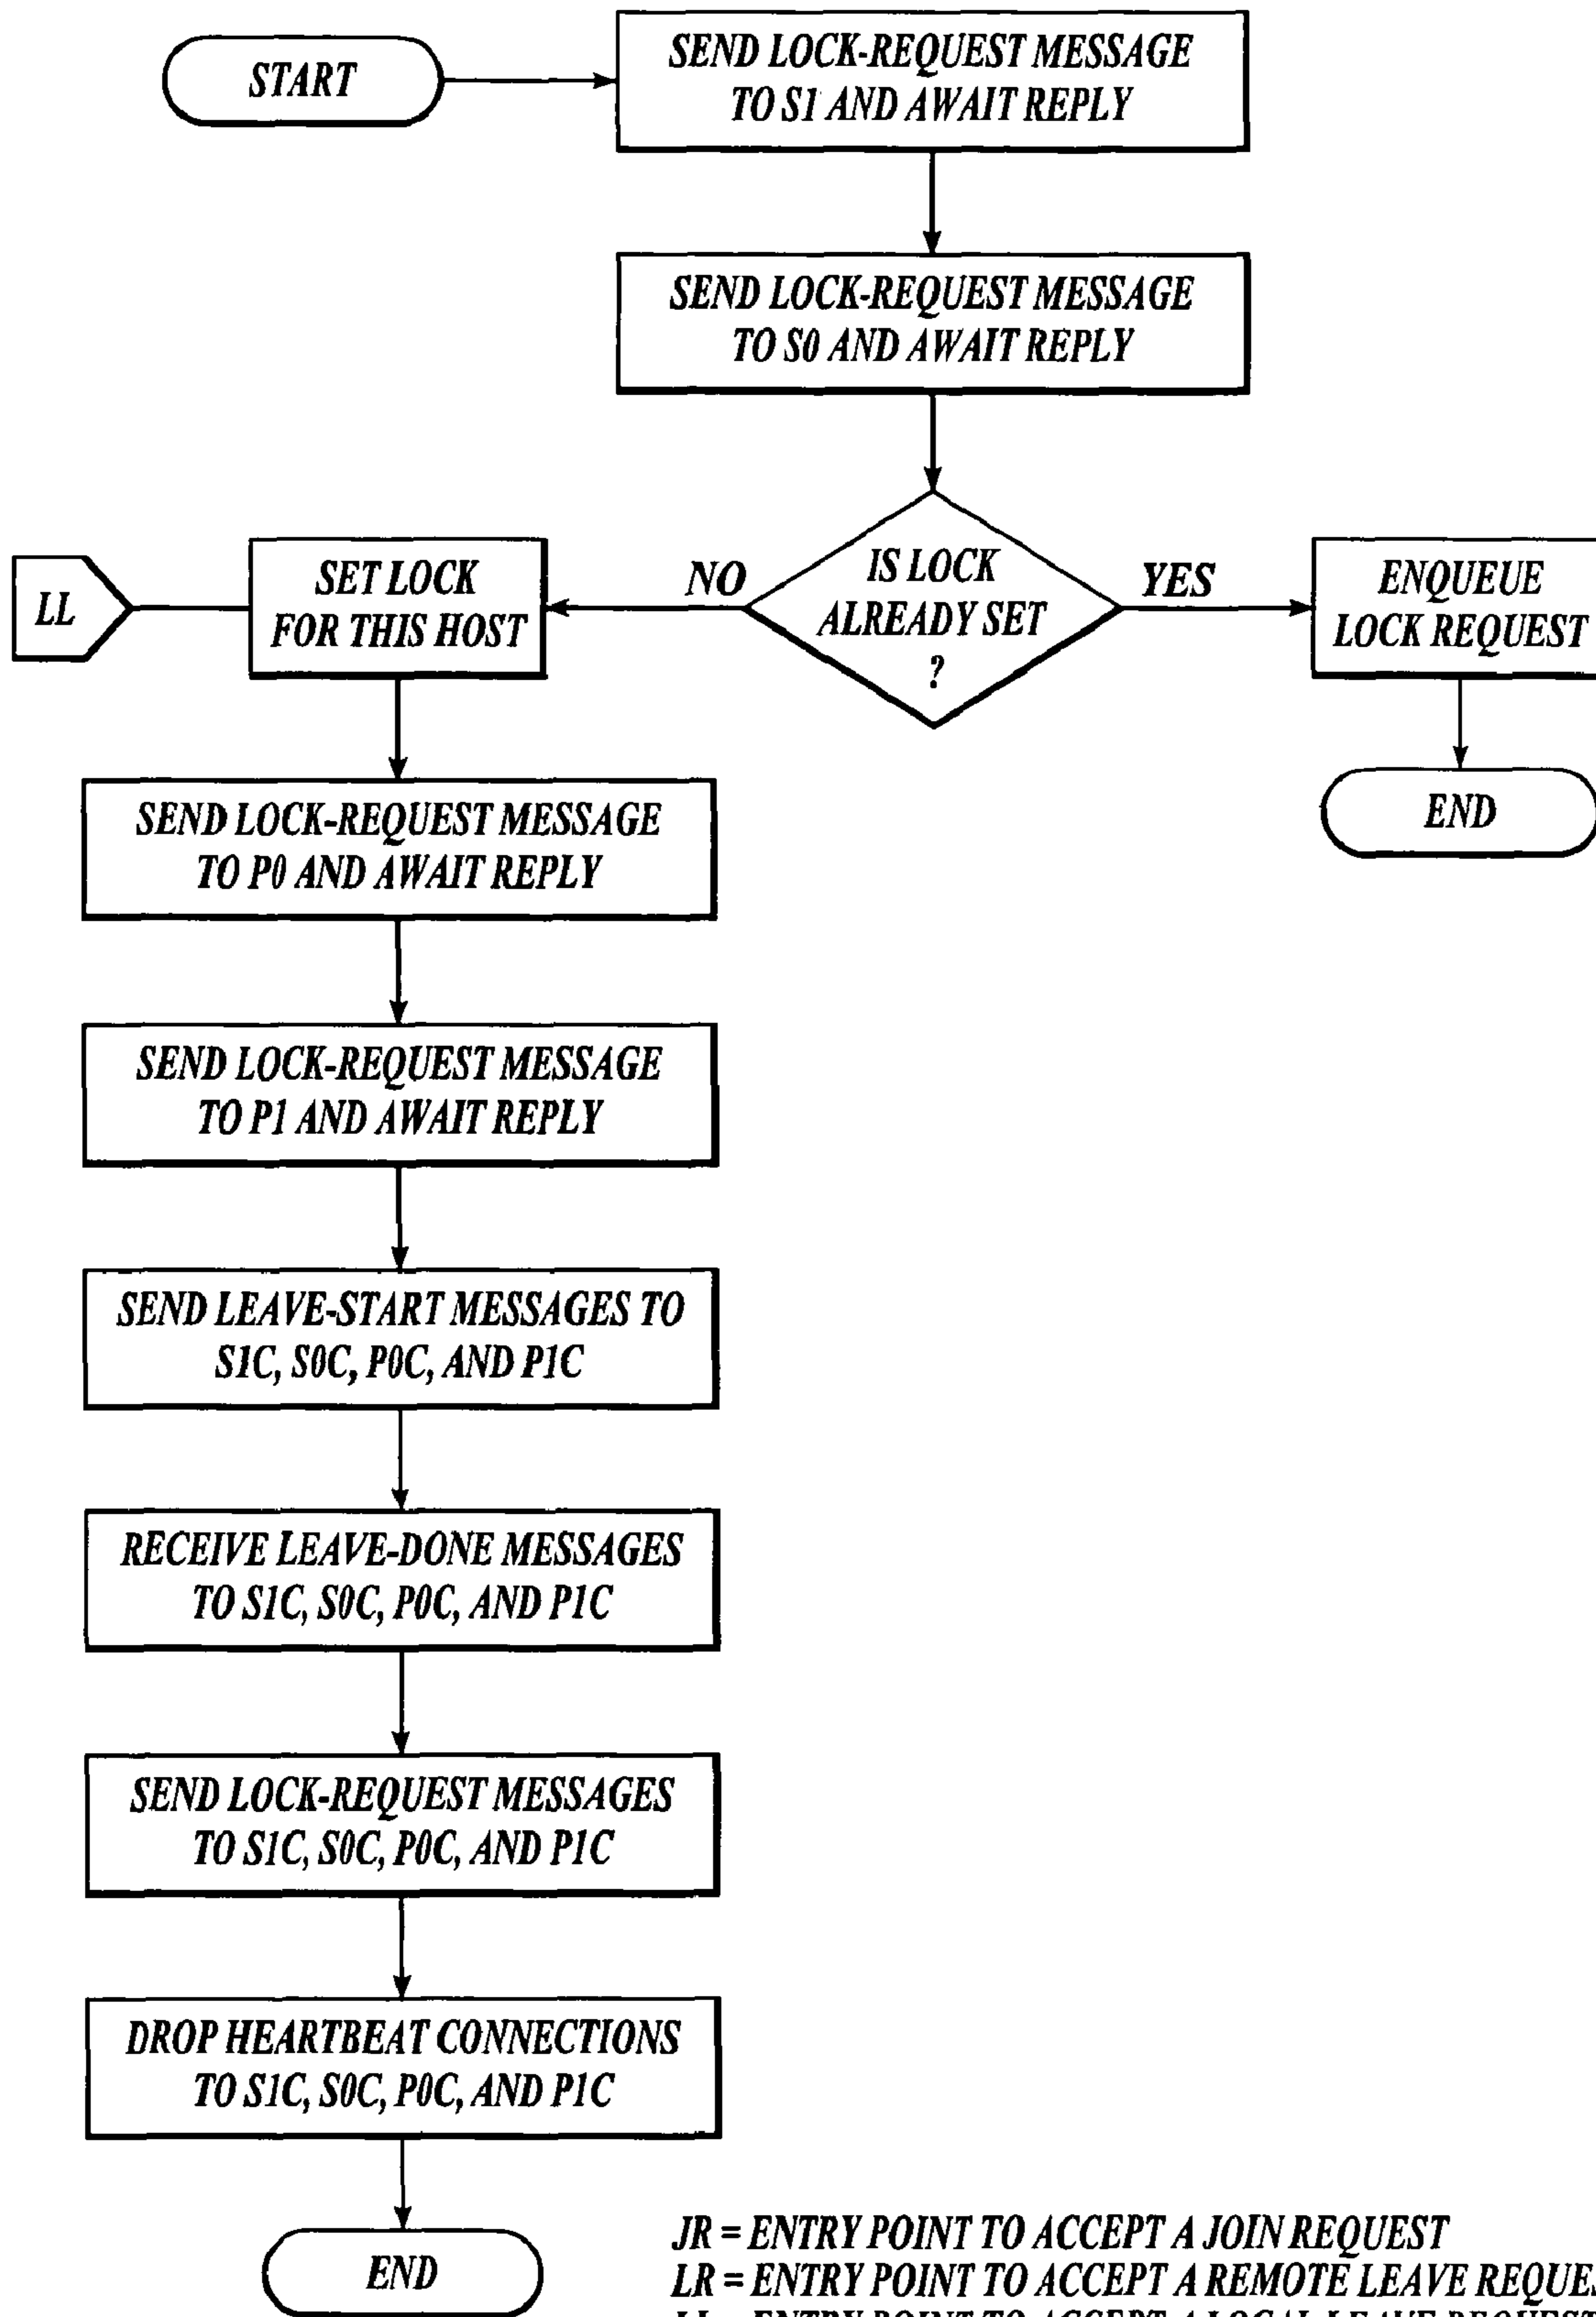 START
SEND LOCK-REQUEST MESSAGE
TO S1 AND AWAIT REPLY
SEND LOCK-REQUEST MESSAGE
TO S0 AND AWAIT REPLY
IS LOCK
ALREADY SET
?
NO
YES
LL
SET LOCK
FOR THIS HOST
ENQUEUE
LOCK REQUEST
END
SEND LOCK-REQUEST MESSAGE
TO P0 AND AWAIT REPLY
SEND LOCK-REQUEST MESSAGE
TO P1 AND AWAIT REPLY
SEND LEAVE-START MESSAGES TO
S1C, S0C, P0C, AND P1C
RECEIVE LEAVE-DONE MESSAGES
TO S1C, S0C, P0C, AND P1C
SEND LOCK-REQUEST MESSAGES
TO S1C, S0C, P0C, AND P1C
DROP HEARTBEAT CONNECTIONS
TO S1C, S0C, P0C, AND P1C
END
JR = ENTRY POINT TO ACCEPT A JOIN REQUEST
LR = ENTRY POINT TO ACCEPT A REMOTE LEAVE REQUES